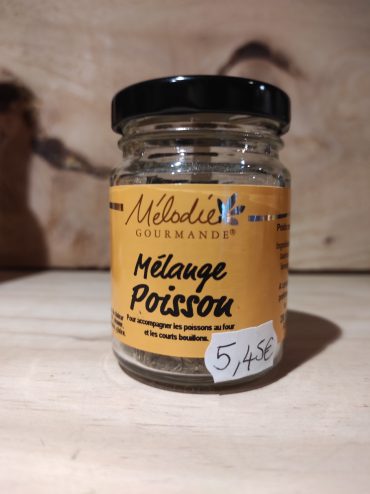 Mélodie
GOURMANDE®
Mélange
Poisson
Pour accompagner les poissons au four
et les courts bouillons.
5,45€